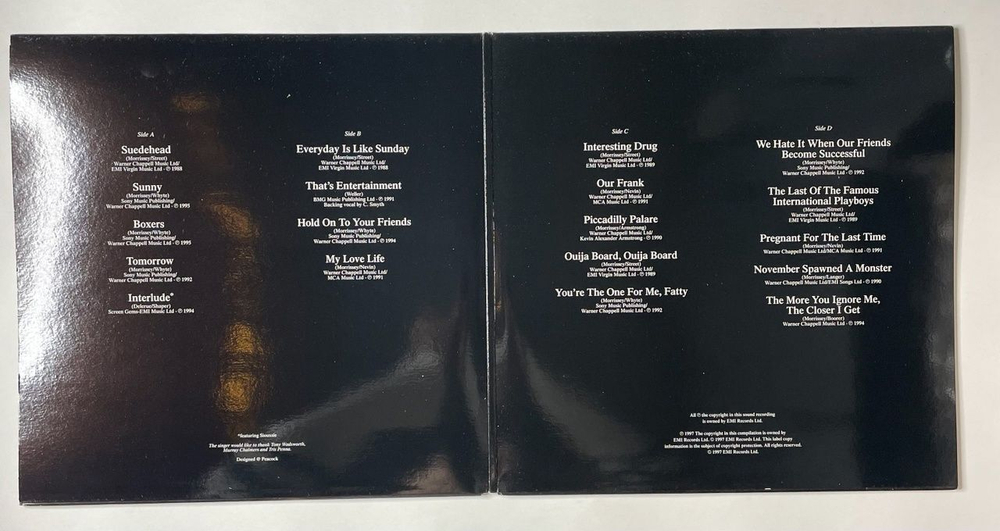 Side A
Suedehead
(Morrissey/Street)
Warner Chappell Music Ltd/
EMI Virgin Music Ltd - ℗ 1988
Sunny
(Morrissey/Whyte)
Sony Music Publishing/
Warner Chappell Music Ltd - ℗ 1995
Boxers
(Morrissey/Whyte)
Sony Music Publishing/
Warner Chappell Music Ltd - ℗ 1995
Tomorrow
(Morrissey/Whyte)
Sony Music Publishing/
Warner Chappell Music Ltd - ℗ 1992
Interlude*
(Delerue/Shaper)
Screen Gems-EMI Music Ltd - ℗ 1994
*featuring Siouxsie
The singer would like to thank Tony Wadsworth,
Murray Chalmers and Tris Penna.
Designed @ Peacock
Side B
Everyday Is Like Sunday
(Morrissey/Street)
Warner Chappell Music Ltd/
EMI Virgin Music Ltd - ℗ 1988
That's Entertainment
(Weller)
BMG Music Publishing Ltd - ℗ 1991
Backing vocal by C. Smyth
Hold On To Your Friends
(Morrissey/Whyte)
Sony Music Publishing/
Warner Chappell Music Ltd - ℗ 1994
My Love Life
(Morrissey/Nevin)
Warner Chappell Music Ltd/
MCA Music Ltd - ℗ 1991
Side C
Interesting Drug
(Morrissey/Street)
Warner Chappell Music Ltd/
EMI Virgin Music Ltd - ℗ 1989
Our Frank
(Morrissey/Nevin)
Warner Chappell Music Ltd/
MCA Music Ltd - ℗ 1991
Piccadilly Palare
(Morrissey/Armstrong)
Warner Chappell Music Ltd/
Kevin Alexander Armstrong - ℗ 1990
Ouija Board, Ouija Board
(Morrissey/Street)
Warner Chappell Music Ltd/
EMI Virgin Music Ltd - ℗ 1989
You're The One For Me, Fatty
(Morrissey/Whyte)
Sony Music Publishing/
Warner Chappell Music Ltd - ℗ 1992
Side D
We Hate It When Our Friends
Become Successful
(Morrissey/Whyte)
Sony Music Publishing/
Warner Chappell Music Ltd - ℗ 1992
The Last Of The Famous
International Playboys
(Morrissey/Street)
Warner Chappell Music Ltd/
EMI Virgin Music Ltd - ℗ 1989
Pregnant For The Last Time
(Morrissey/Nevin)
Warner Chappell Music Ltd/MCA Music Ltd - ℗ 1991
November Spawned A Monster
(Morrissey/Langer)
Warner Chappell Music Ltd/EMI Songs Ltd - ℗ 1990
The More You Ignore Me,
The Closer I Get
(Morrissey/Boorer)
Warner Chappell Music Ltd - ℗ 1994
All ℗ the copyright in this sound recording
is owned by EMI Records Ltd.
℗ 1997 The copyright in this compilation is owned by
EMI Records Ltd. © 1997 EMI Records Ltd. This label copy
information is the subject of copyright protection. All rights reserved.
© 1997 EMI Records Ltd.